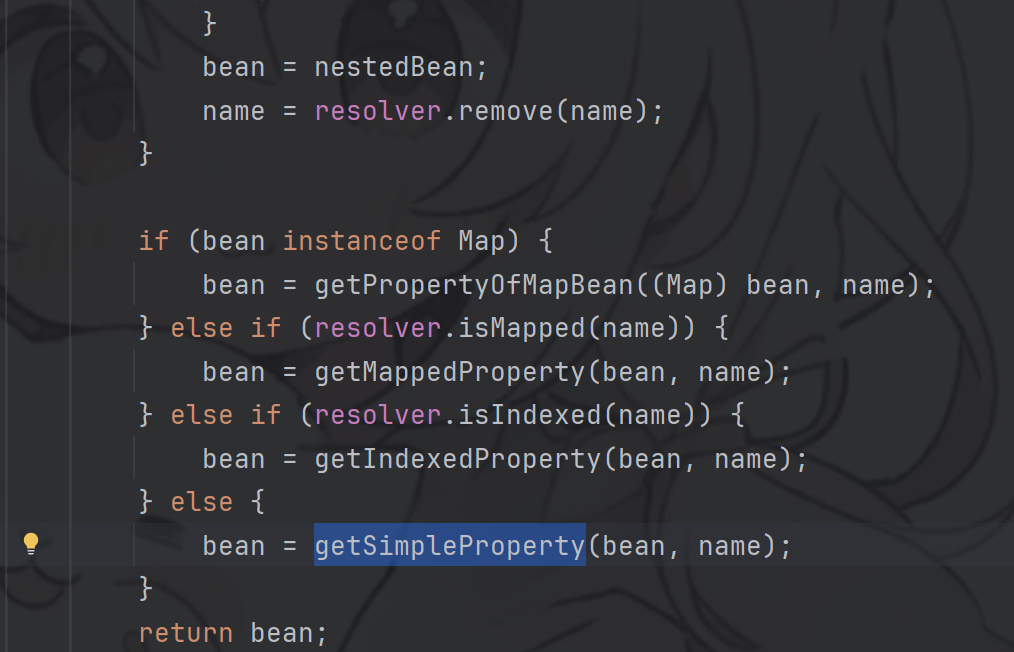 }
bean = nestedBean;
name = resolver.remove(name);
}
if (bean instanceof Map) {
bean = getPropertyOfMapBean((Map) bean, name);
} else if (resolver.isMapped(name)) {
bean = getMappedProperty(bean, name);
} else if (resolver.isIndexed(name)) {
bean = getIndexedProperty(bean, name);
} else {
bean = getSimpleProperty(bean, name);
}
return bean;